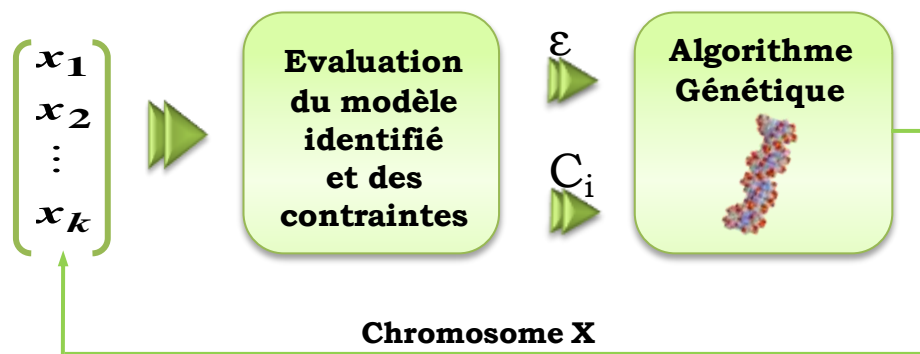 x1
x2
⋮
xk
Evaluation
du modèle
identifié
et des
contraintes
ε
Ci
Algorithme
Génétique
Chromosome X